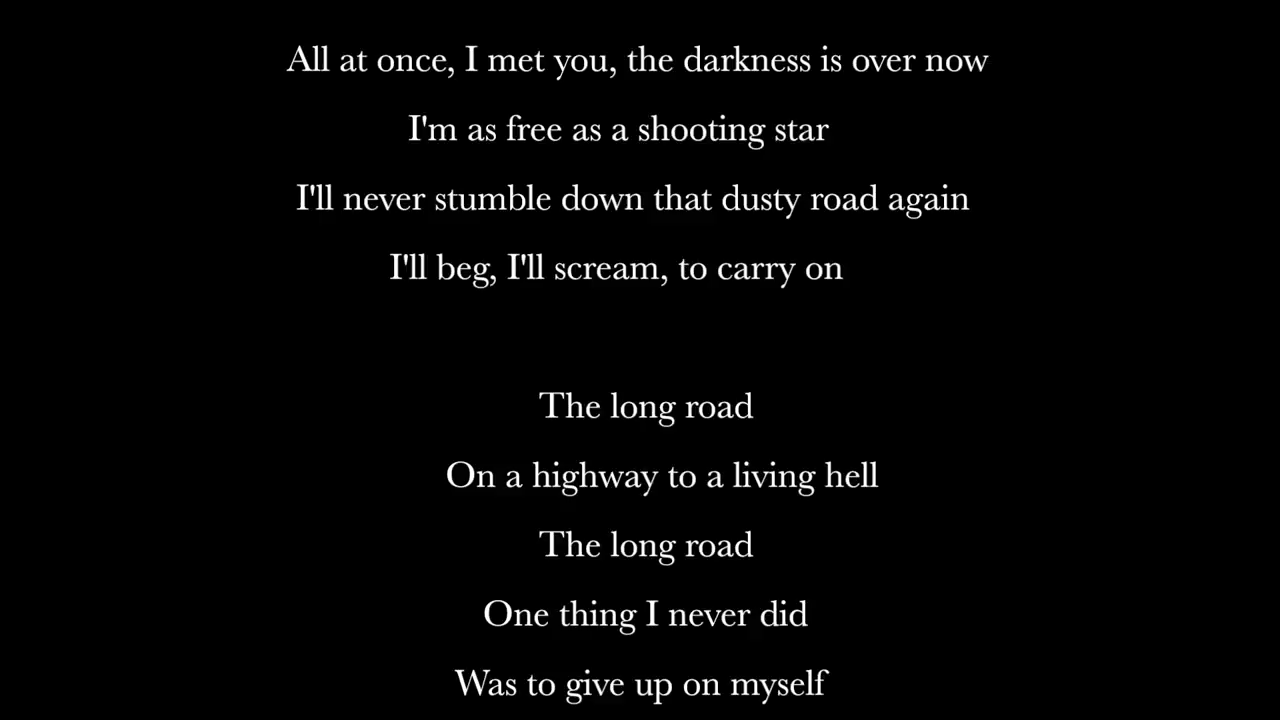 All at once, I met you, the darkness is over now
I'm as free as a shooting star
I'll never stumble down that dusty road again
I'll beg, I'll scream, to carry on
The long road
On a highway to a living hell
The long road
One thing I never did
Was to give up on myself